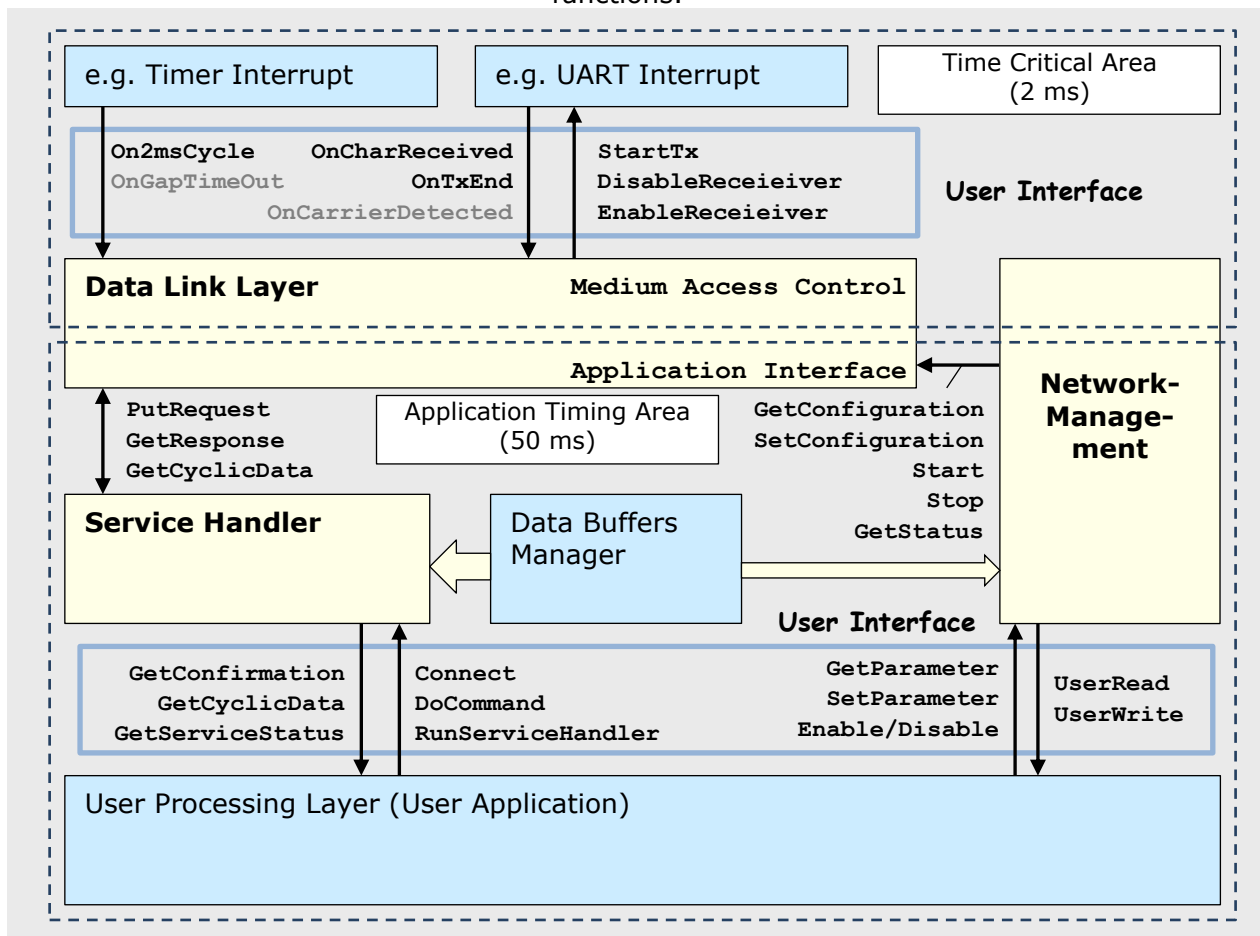 functions.
e.g. Timer Interrupt
e.g. UART Interrupt
Time Critical Area
(2 ms)
On2msCycle
OnGapTimeOut
OnCharReceived
OnTxEnd
OnCarrierDetected
StartTx
DisableReceieiver
EnableReceieiver
User Interface
Data Link Layer
Medium Access Control
Application Interface
Network-
Manage-
ment
PutRequest
GetResponse
GetCyclicData
Application Timing Area
(50 ms)
GetConfiguration
SetConfiguration
Start
Stop
GetStatus
Service Handler
Data Buffers
Manager
User Interface
GetConfirmation
GetCyclicData
GetServiceStatus
Connect
DoCommand
RunServiceHandler
GetParameter
SetParameter
Enable/Disable
UserRead
UserWrite
User Processing Layer (User Application)